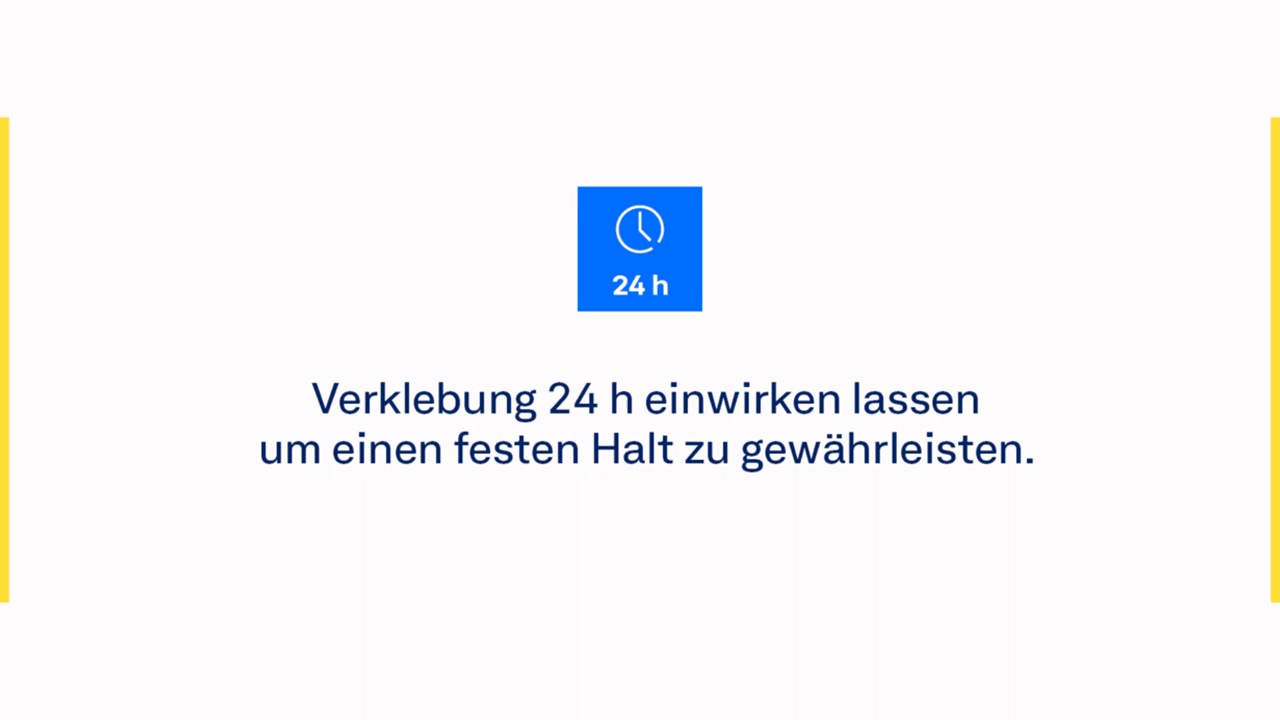 24 h
Verklebung 24 h einwirken lassen
um einen festen Halt zu gewährleisten.